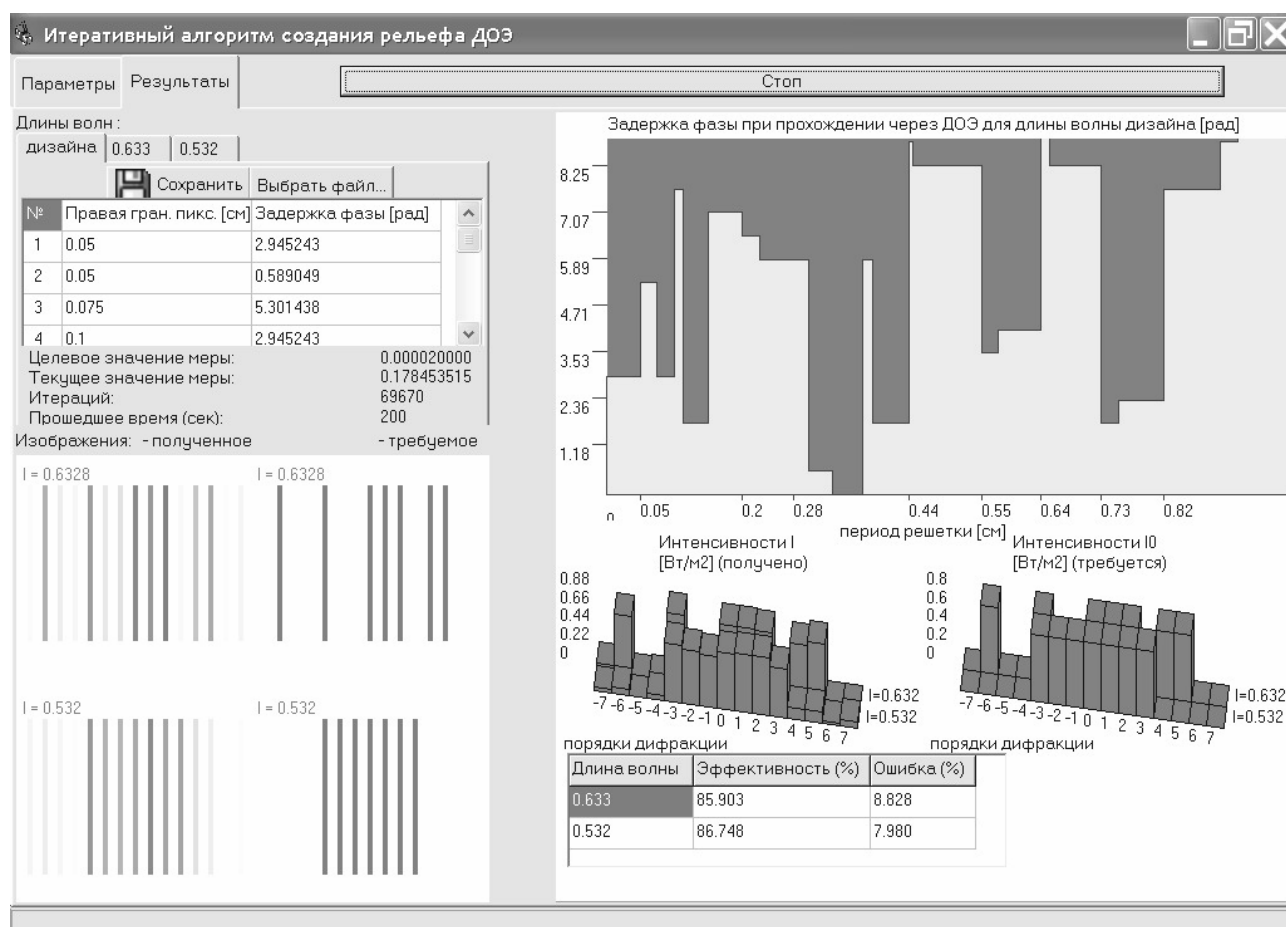 Итеративный алгоритм создания рельефа ДОЭ
Параметры Результаты Стоп
Длины волн :
дизайна 0.633 0.532
Сохранить Выбрать файл...
№ Правая гран. пикс. [см] Задержка фазы [рад]
1 0.05 2.945243
2 0.05 0.589049
3 0.075 5.301438
4 0.1 2.945243
Целевое значение меры: 0.000020000
Текущее значение меры: 0.178453515
Итераций: 69670
Прошедшее время (сек): 200
Изображения: - полученное - требуемое
l = 0.6328 l = 0.6328
l = 0.532 l = 0.532
Задержка фазы при прохождении через ДОЭ для длины волны дизайна [рад]
8.25
7.07
5.89
4.71
3.53
2.36
1.18
0.05 0.2 0.28 0.44 0.55 0.64 0.73 0.82
период решетки [см]
Интенсивности I
[Вт/м2] (получено)
0.88
0.66
0.44
0.22
0
-7 -6 -5 -4 -3 -2 -1 0 1 2 3 4 5 6 7
l=0.632
l=0.532
порядки дифракции
Интенсивности I0
[Вт/м2] (требуется)
0.8
0.6
0.4
0.2
0
-7 -6 -5 -4 -3 -2 -1 0 1 2 3 4 5 6 7
l=0.632
l=0.532
порядки дифракции
Длина волны Эффективность (%) Ошибка (%)
0.633 85.903 8.828
0.532 86.748 7.980